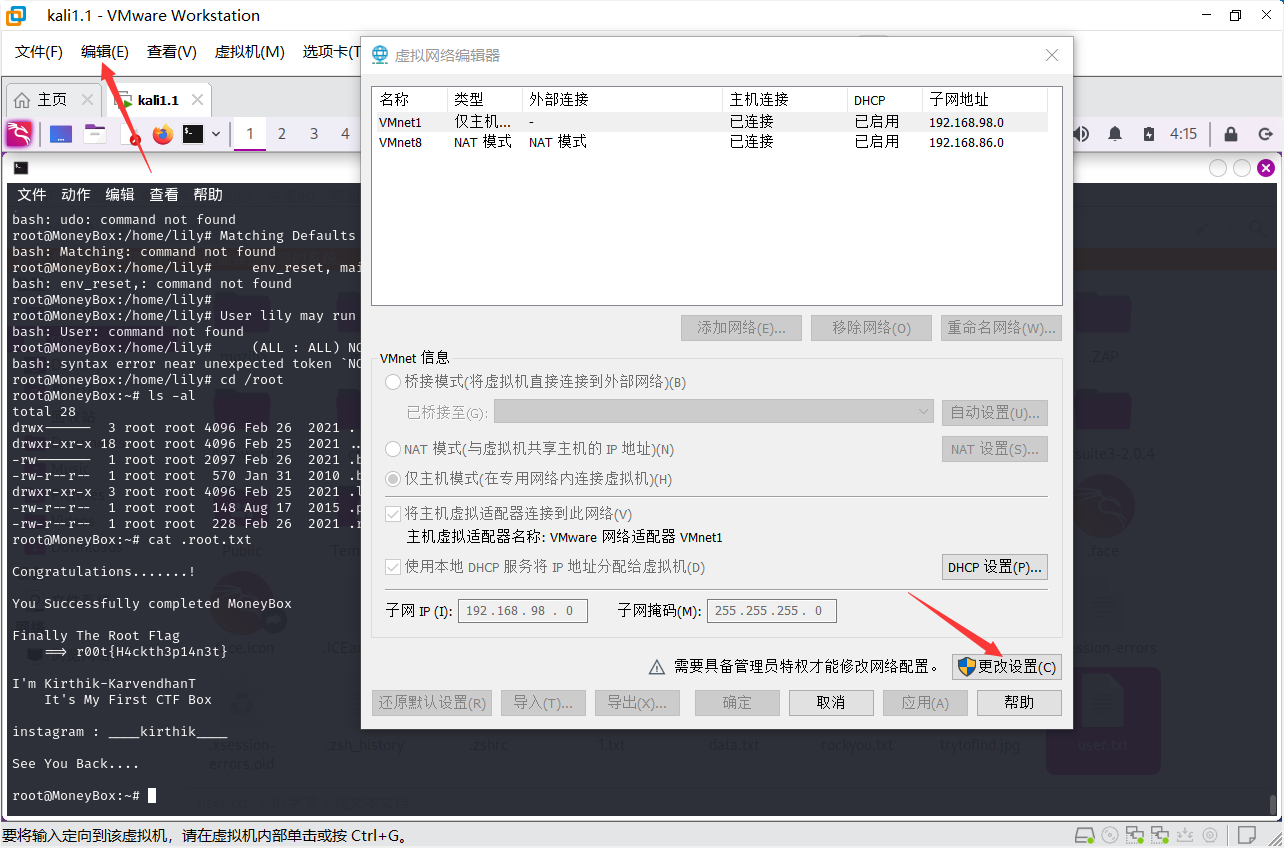 kali1.1 - VMware Workstation
文件(F) 编辑(E) 查看(V) 虚拟机(M) 选项卡(T
主页 kali1.1
1 2 3 4 4:15
文件 动作 编辑 查看 帮助
bash: udo: command not found
root@MoneyBox:/home/lily# Matching Defaults
bash: Matching: command not found
root@MoneyBox:/home/lily#     env_reset, mai
bash: env_reset,: command not found
root@MoneyBox:/home/lily#
root@MoneyBox:/home/lily# User lily may run
bash: User: command not found
root@MoneyBox:/home/lily#     (ALL : ALL) NO
bash: syntax error near unexpected token `NO
root@MoneyBox:/home/lily# cd /root
root@MoneyBox:~# ls -al
total 28
drwx------  3 root root 4096 Feb 26  2021 .
drwxr-xr-x 18 root root 4096 Feb 25  2021 ..
-rw-------  1 root root 2097 Feb 26  2021 .b
-rw-r--r--  1 root root  570 Jan 31  2010 .b
drwxr-xr-x  3 root root 4096 Feb 25  2021 .l
-rw-r--r--  1 root root  148 Aug 17  2015 .p
-rw-r--r--  1 root root  228 Feb 26  2021 .r
root@MoneyBox:~# cat .root.txt
Congratulations.......!
You Successfully completed MoneyBox
Finally The Root Flag
    ==> r00t{H4ckth3p14n3t}
I'm Kirthik-KarvendhanT
    It's My First CTF Box
instagram : ____kirthik____
See You Back....
root@MoneyBox:~#
虚拟网络编辑器
名称 类型 外部连接 主机连接 DHCP 子网地址
VMnet1 仅主机... - 已连接 已启用 192.168.98.0
VMnet8 NAT 模式 NAT 模式 已连接 已启用 192.168.86.0
添加网络(E)... 移除网络(O) 重命名网络(W)...
VMnet 信息
桥接模式(将虚拟机直接连接到外部网络)(B)
已桥接至(G): 自动设置(U)...
NAT 模式(与虚拟机共享主机的 IP 地址)(N) NAT 设置(S)...
仅主机模式(在专用网络内连接虚拟机)(H)
将主机虚拟适配器连接到此网络(V)
主机虚拟适配器名称: VMware 网络适配器 VMnet1
使用本地 DHCP 服务将 IP 地址分配给虚拟机(D) DHCP 设置(P)...
子网 IP (I): 192.168.98.0 子网掩码(M): 255.255.255.0
需要具备管理员特权才能修改网络配置。 更改设置(C)
还原默认设置(R) 导入(T)... 导出(X)... 确定 取消 应用(A) 帮助
.ZAP
suite3-2.0.4
Public
.face
.ICEa
session-errors
.xsession-errors.old .zsh_history .zshrc 1.txt data.txt rockyou.txt trytofind.jpg user.txt
要将输入定向到该虚拟机，请在虚拟机内部单击或按 Ctrl+G。